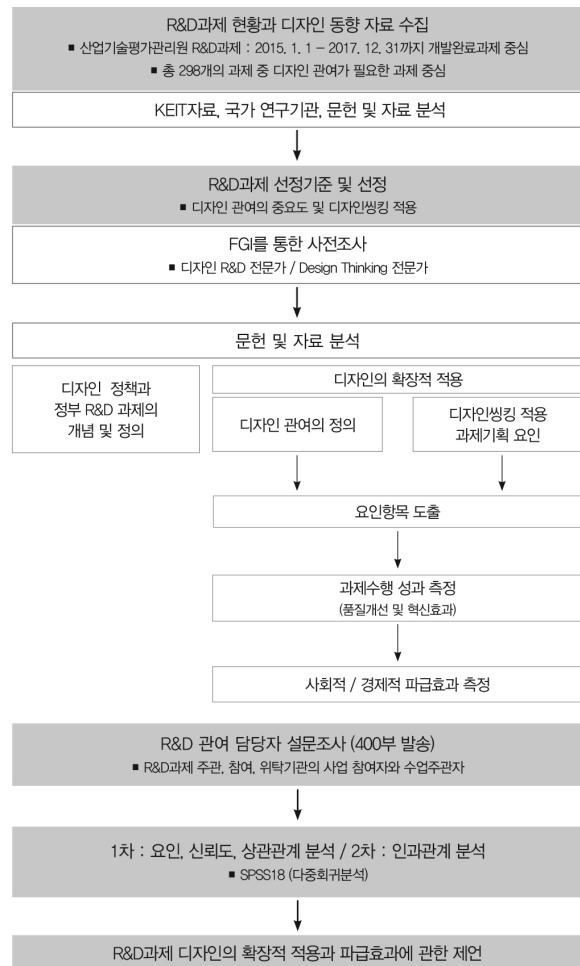 R&D과제 현황과 디자인 동향 자료 수집
▪ 산업기술평가관리원 R&D과제 : 2015. 1. 1 – 2017. 12. 31까지 개발완료과제 중심
▪ 총 298개의 과제 중 디자인 관여가 필요한 과제 중심
KEIT자료, 국가 연구기관, 문헌 및 자료 분석
R&D과제 선정기준 및 선정
▪ 디자인 관여의 중요도 및 디자인씽킹 적용
FGI를 통한 사전조사
▪ 디자인 R&D 전문가 / Design Thinking 전문가
문헌 및 자료 분석
디자인 정책과
정부 R&D 과제의
개념 및 정의
디자인의 확장적 적용
디자인 관여의 정의
디자인씽킹 적용
과제기획 요인
요인항목 도출
과제수행 성과 측정
(품질개선 및 혁신효과)
사회적 / 경제적 파급효과 측정
R&D 관여 담당자 설문조사 (400부 발송)
▪ R&D과제 주관, 참여, 위탁기관의 사업 참여자와 수업주관자
1차 : 요인, 신뢰도, 상관관계 분석 / 2차 : 인과관계 분석
▪ SPSS18 (다중회귀분석)
R&D과제 디자인의 확장적 적용과 파급효과에 관한 제언